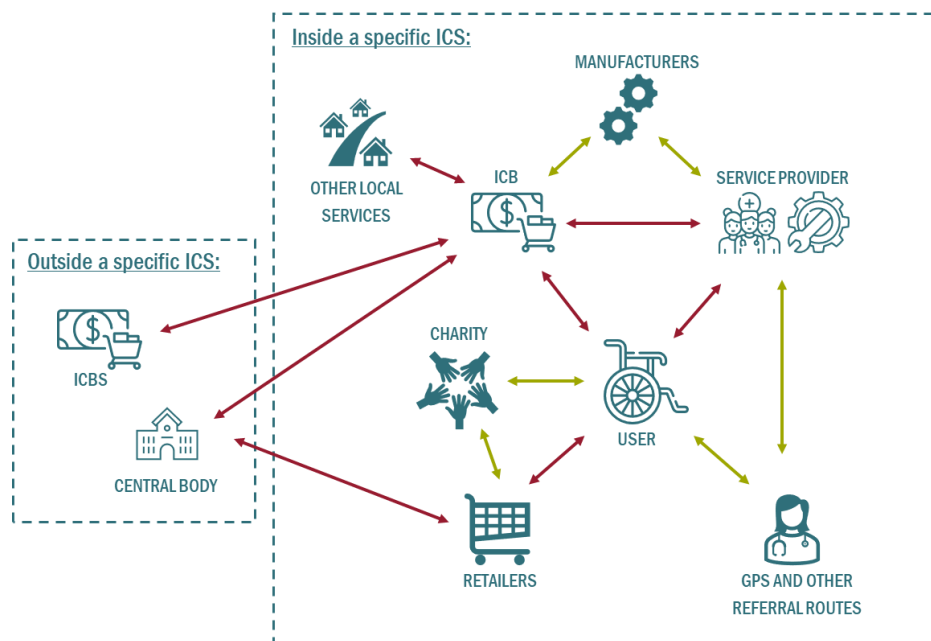 Inside a specific ICS:
MANUFACTURERS
OTHER LOCAL
SERVICES
ICB
SERVICE PROVIDER
Outside a specific ICS:
ICBS
CHARITY
USER
CENTRAL BODY
RETAILERS
GPS AND OTHER
REFERRAL ROUTES